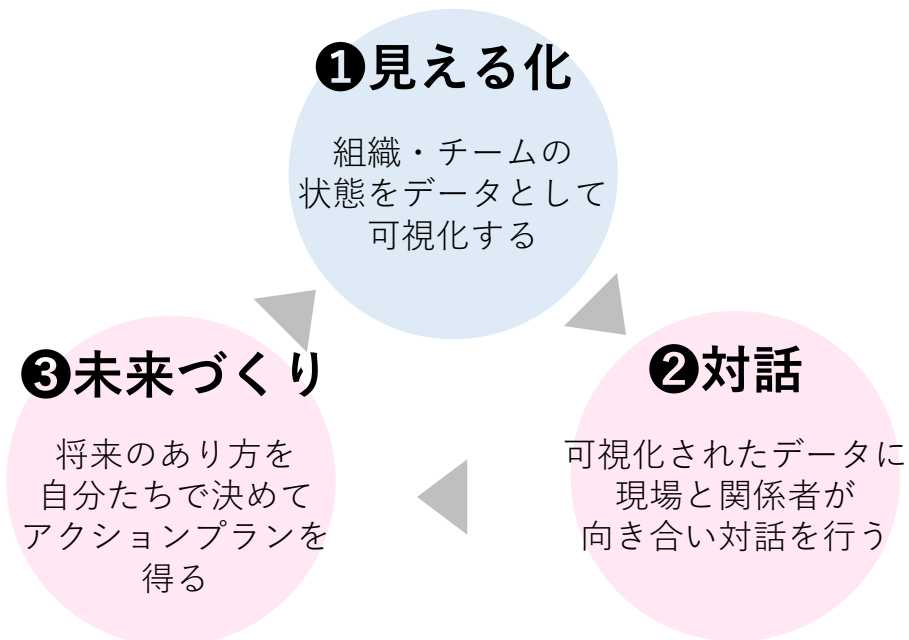 ❶見える化
組織・チームの
状態をデータとして
可視化する
❷対話
可視化されたデータに
現場と関係者が
向き合い対話を行う
❸未来づくり
将来のあり方を
自分たちで決めて
アクションプランを
得る